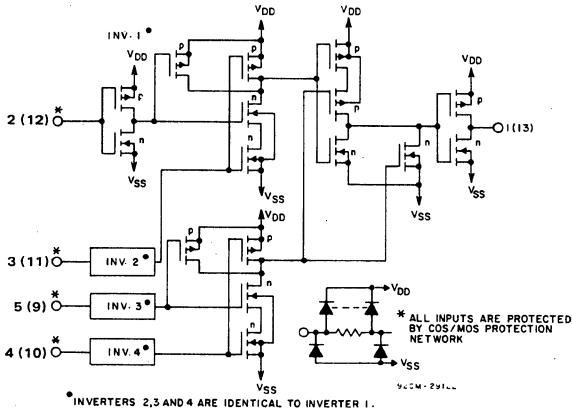 INV. 1 •
VDD
VDD
VDD
VDD
VDD
p
p
p
p
p
p
2 (12) *
n
n
n
n
n
n
1(13)
VSS
VSS
VSS
VSS
VDD
p
p
3 (11) *
INV. 2 •
5 (9) *
INV. 3 •
n
4 (10) *
INV. 4 •
n
VSS
VDD
VSS
* ALL INPUTS ARE PROTECTED
BY COS/MOS PROTECTION
NETWORK
• INVERTERS 2,3 AND 4 ARE IDENTICAL TO INVERTER 1.